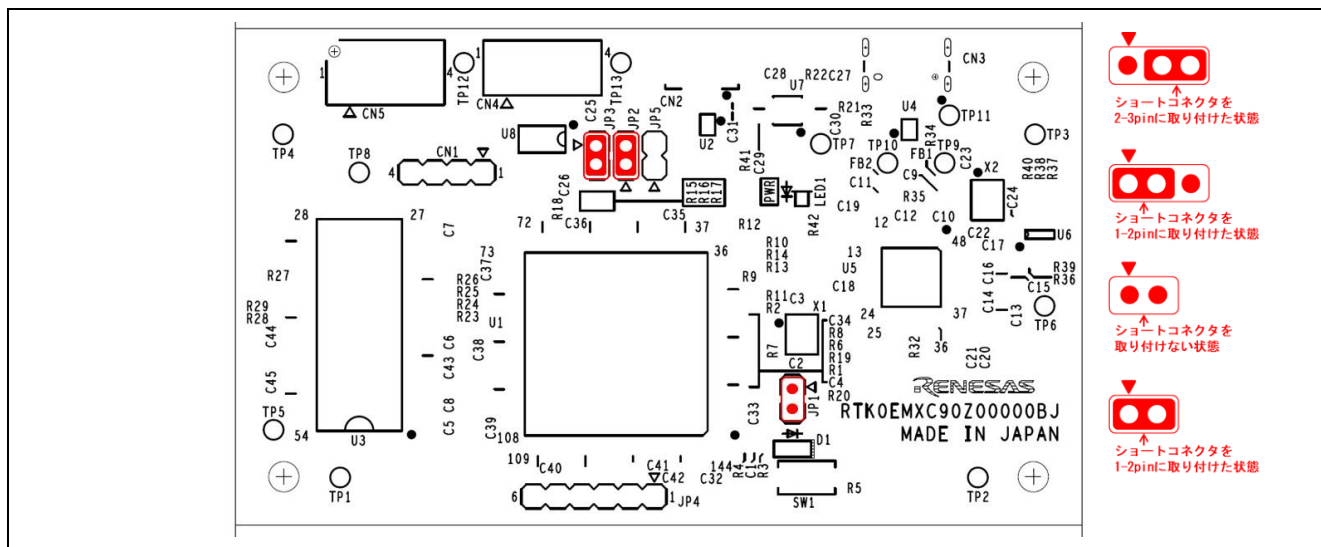 1
4
CN5
TP12
1
4
CN4
TP13
CN2
C28
U7
R22
C27
CN3
C25
JP3
JP2
JP5
U8
U2
C31
R21
C30
R33
U4
R34
TP11
TP4
TP8
CN1
4
1
R41
C29
TP7
TP10
FB2
FB1
TP9
C23
X2
TP3
R40
R38
R37
C26
R18
R15
R16
R17
PWR
LED1
R42
C11
C9
R35
C24
28
27
C7
C36
C35
72
37
R12
C19
12
C12
C10
48
C22
C17
U6
73
36
R10
R14
R13
13
U5
C18
R27
C37
R26
R25
R24
R23
R9
C16
C15
R39
R36
R29
R28
C44
U1
C6
C43
C38
R11
R2
C3
X1
C34
R8
R6
R19
R1
C4
R20
24
25
37
C14
C13
TP6
R7
C2
R32
36
C21
C20
C45
TP5
54
U3
C5
C8
C39
108
C33
JP1
RENESAS
RTK0EMXC90Z00000BJ
MADE IN JAPAN
109
C40
C41
C42
C32
144
R4
C1
R3
D1
TP1
6
1
JP4
SW1
R5
TP2
ショートコネクタを
2-3pinに取り付けた状態
ショートコネクタを
1-2pinに取り付けた状態
ショートコネクタを
取り付けない状態
ショートコネクタを
1-2pinに取り付けた状態